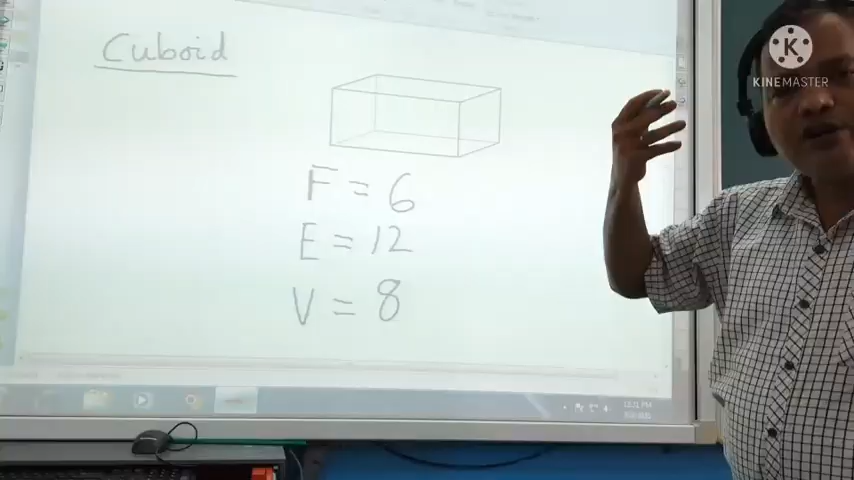 Cuboid
F = 6
E = 12
V = 8
KINEMASTER